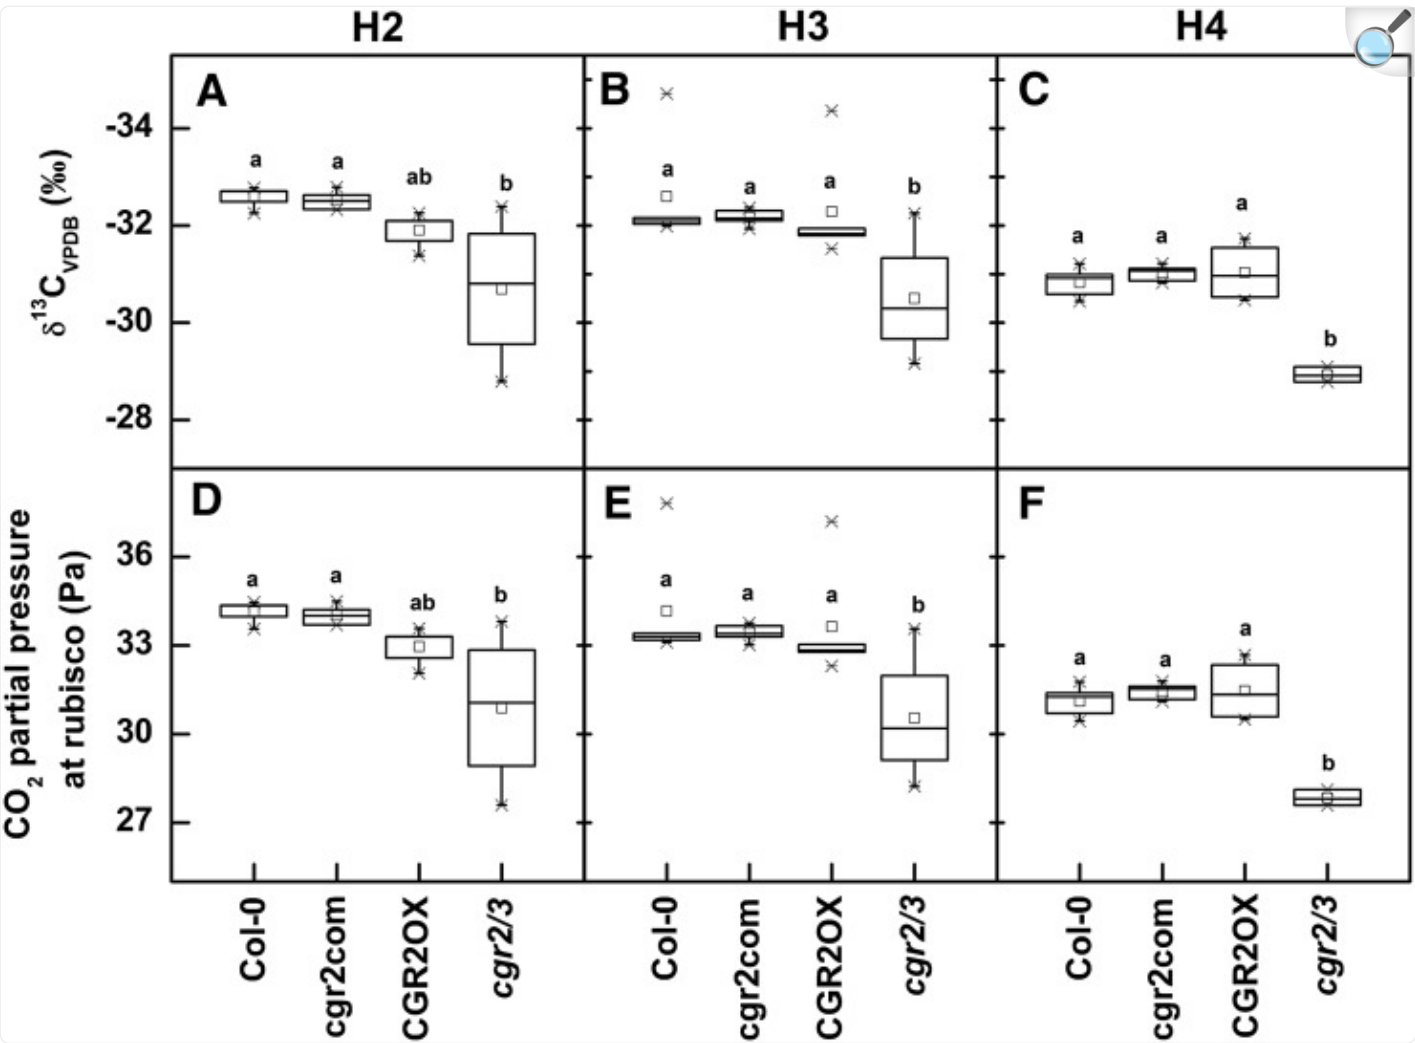 H2 H3 H4
A B C
-34
-32
-30
-28
δ¹³C_VPDB (‰)
a a ab b
a a a b
a a a b
D E F
36
33
30
27
CO₂ partial pressure
at rubisco (Pa)
a a ab b
a a a b
a a a b
Col-0 cgr2com CGR2OX cgr2/3
Col-0 cgr2com CGR2OX cgr2/3
Col-0 cgr2com CGR2OX cgr2/3